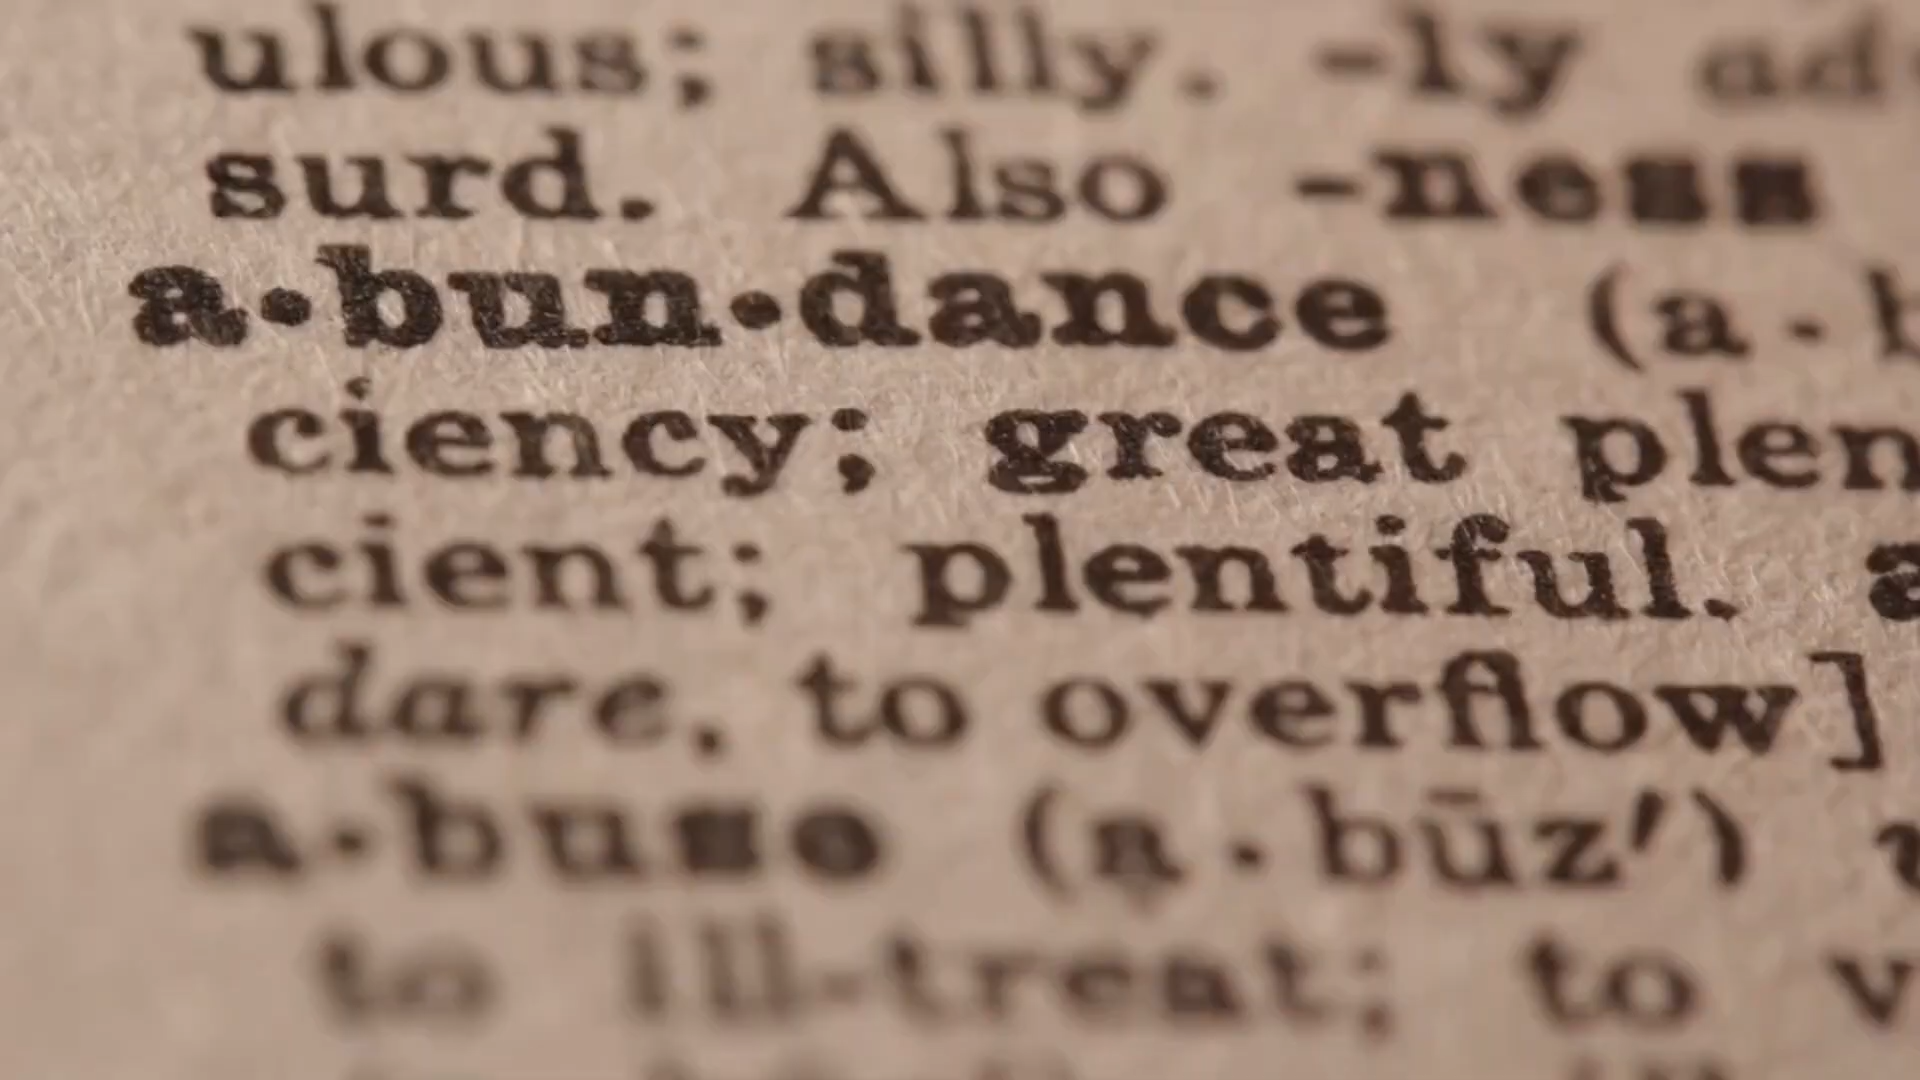 ulous; silly. -ly ad
surd. Also -ness
a·bun·dance (a · b
ciency; great plen
cient; plentiful. a
dare, to overflow]
a·buse (a · būz′) v
to ill-treat; to v